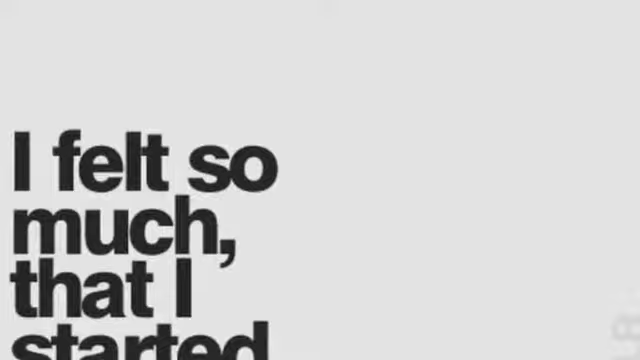 I felt so
much,
that I
started